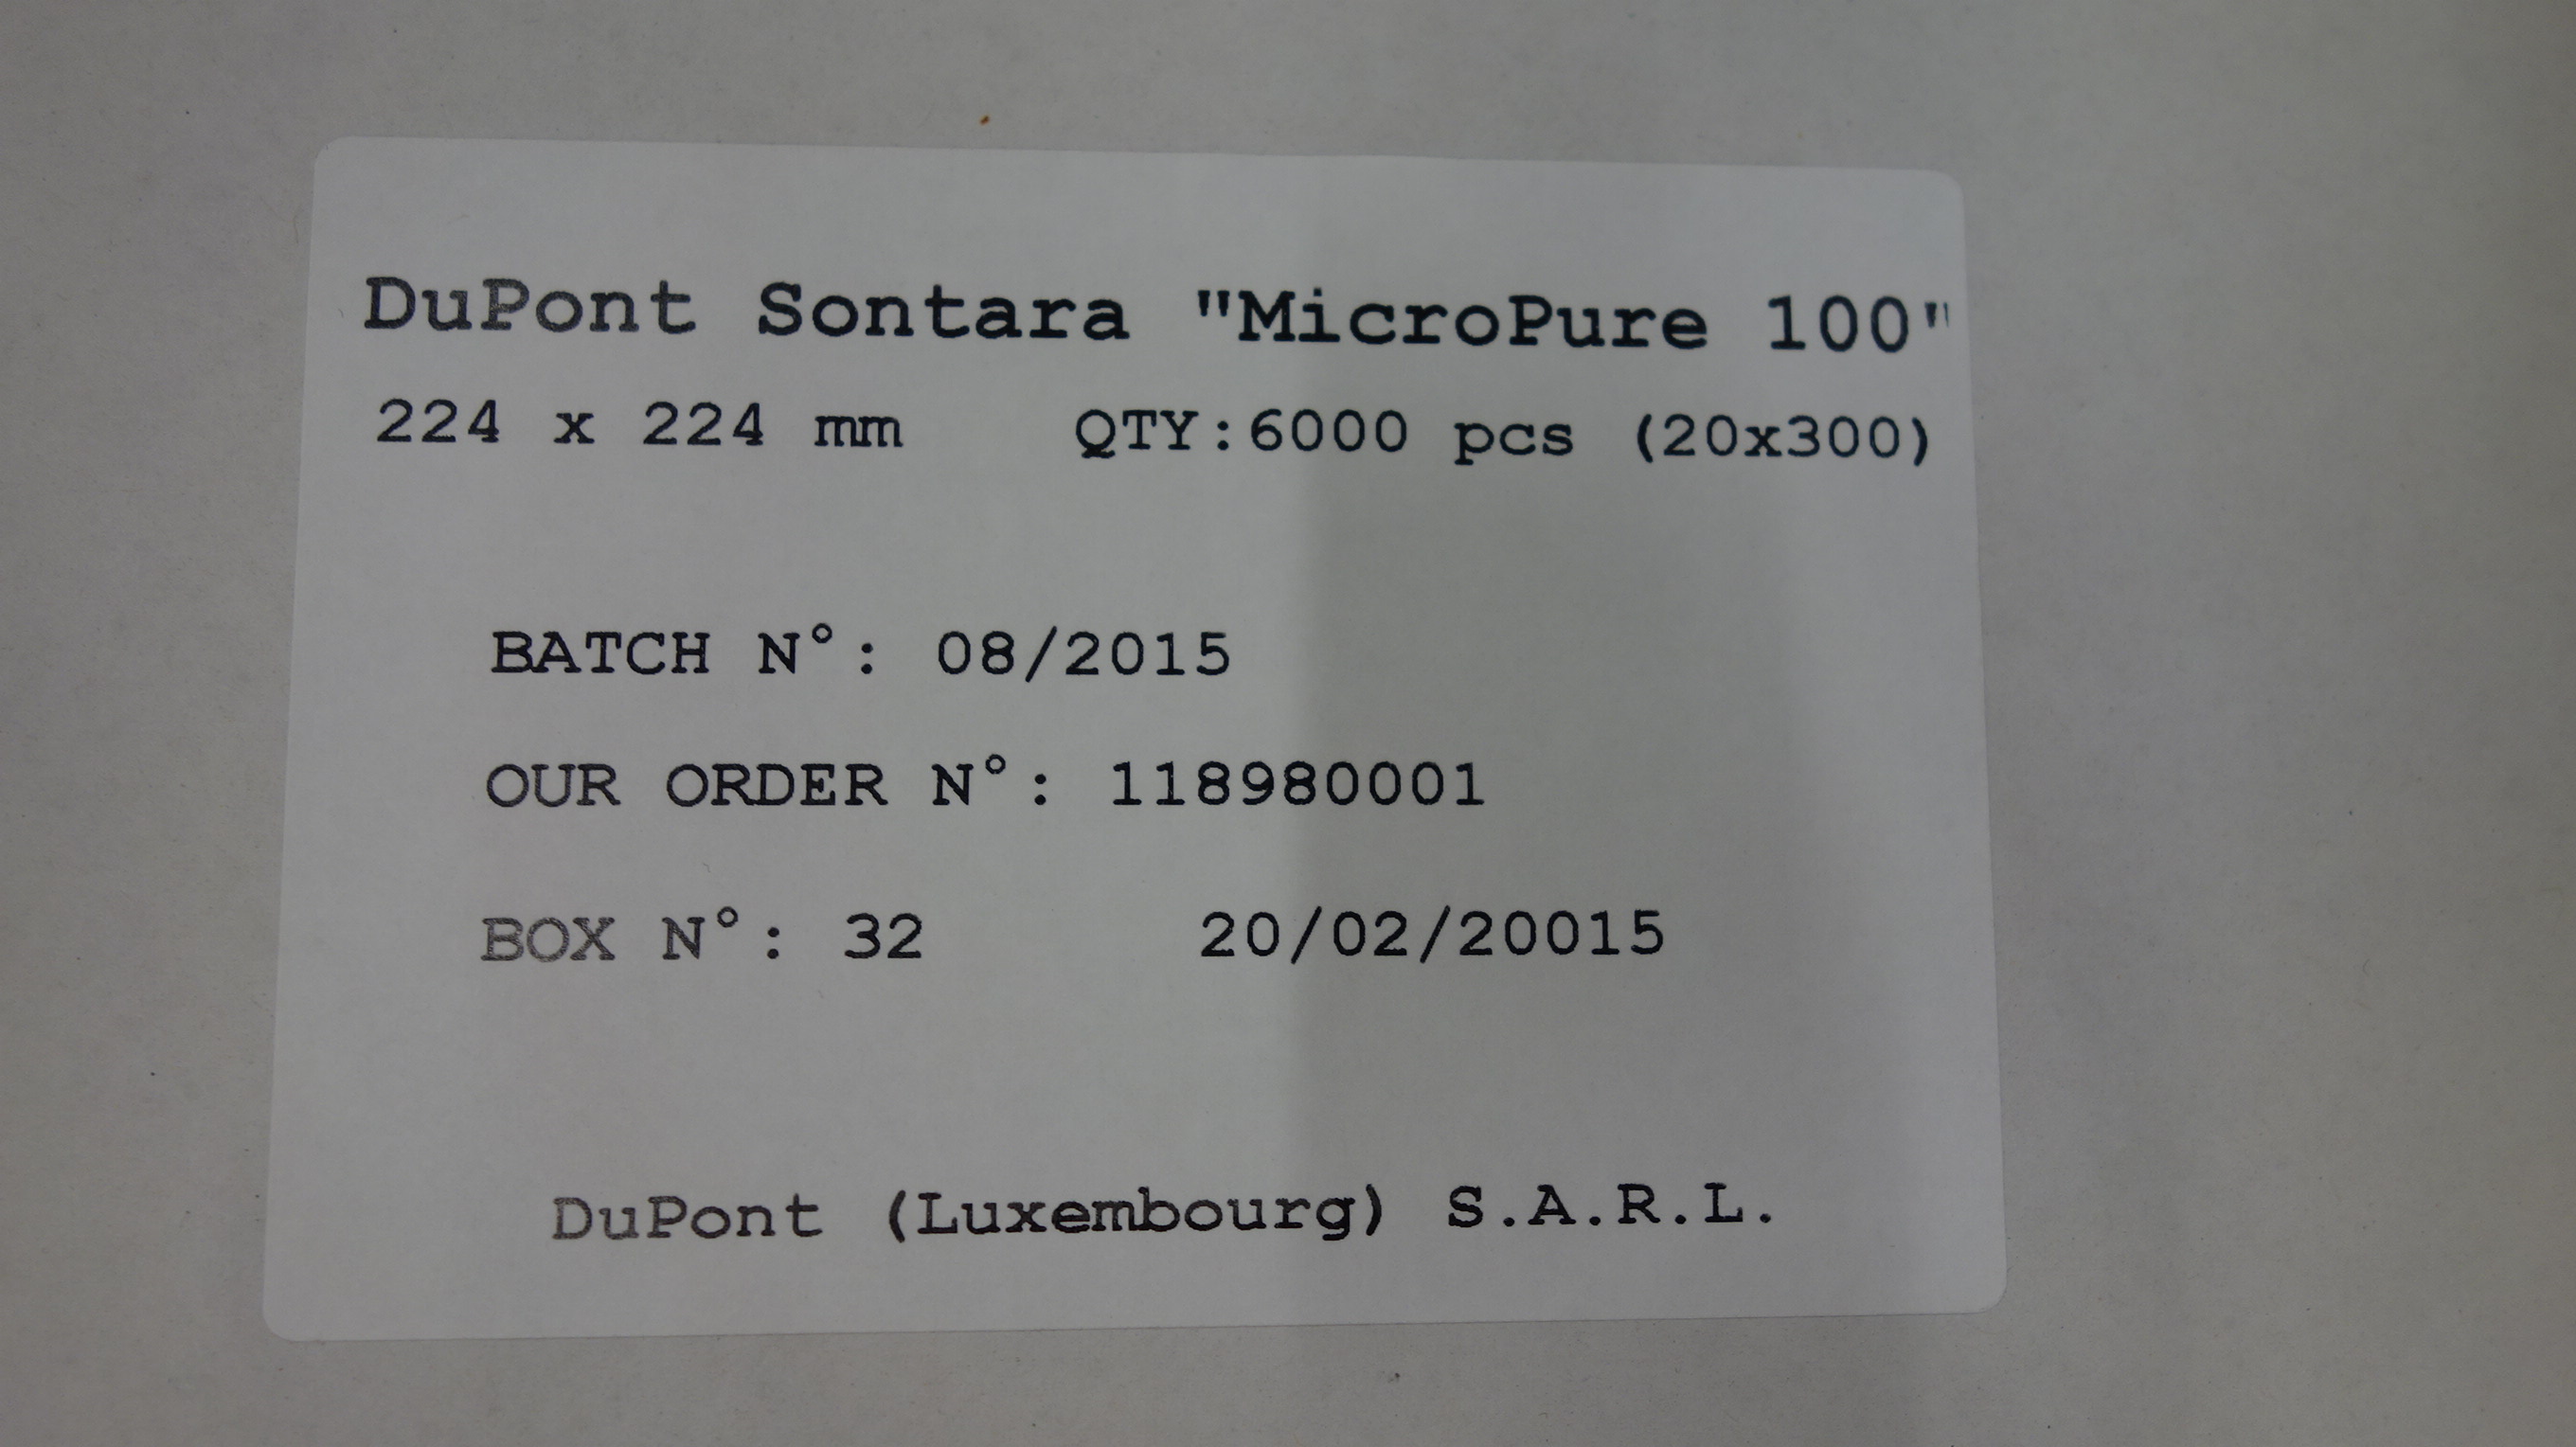 DuPont Sontara "MicroPure 100"
224 x 224 mm QTY:6000 pcs (20x300)
BATCH N°: 08/2015
OUR ORDER N°: 118980001
BOX N°: 32 20/02/20015
DuPont (Luxembourg) S.A.R.L.